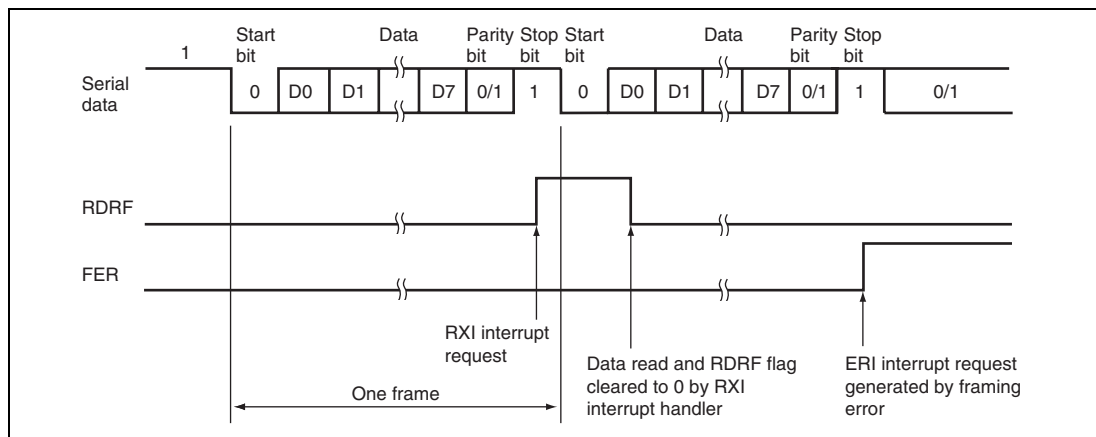 Start bit Data Parity bit Stop bit Start bit Data Parity bit Stop bit
1
Serial data
0 D0 D1 D7 0/1 1 0 D0 D1 D7 0/1 1 0/1
RDRF
FER
RXI interrupt
request
Data read and RDRF flag
cleared to 0 by RXI
interrupt handler
ERI interrupt request
generated by framing
error
One frame